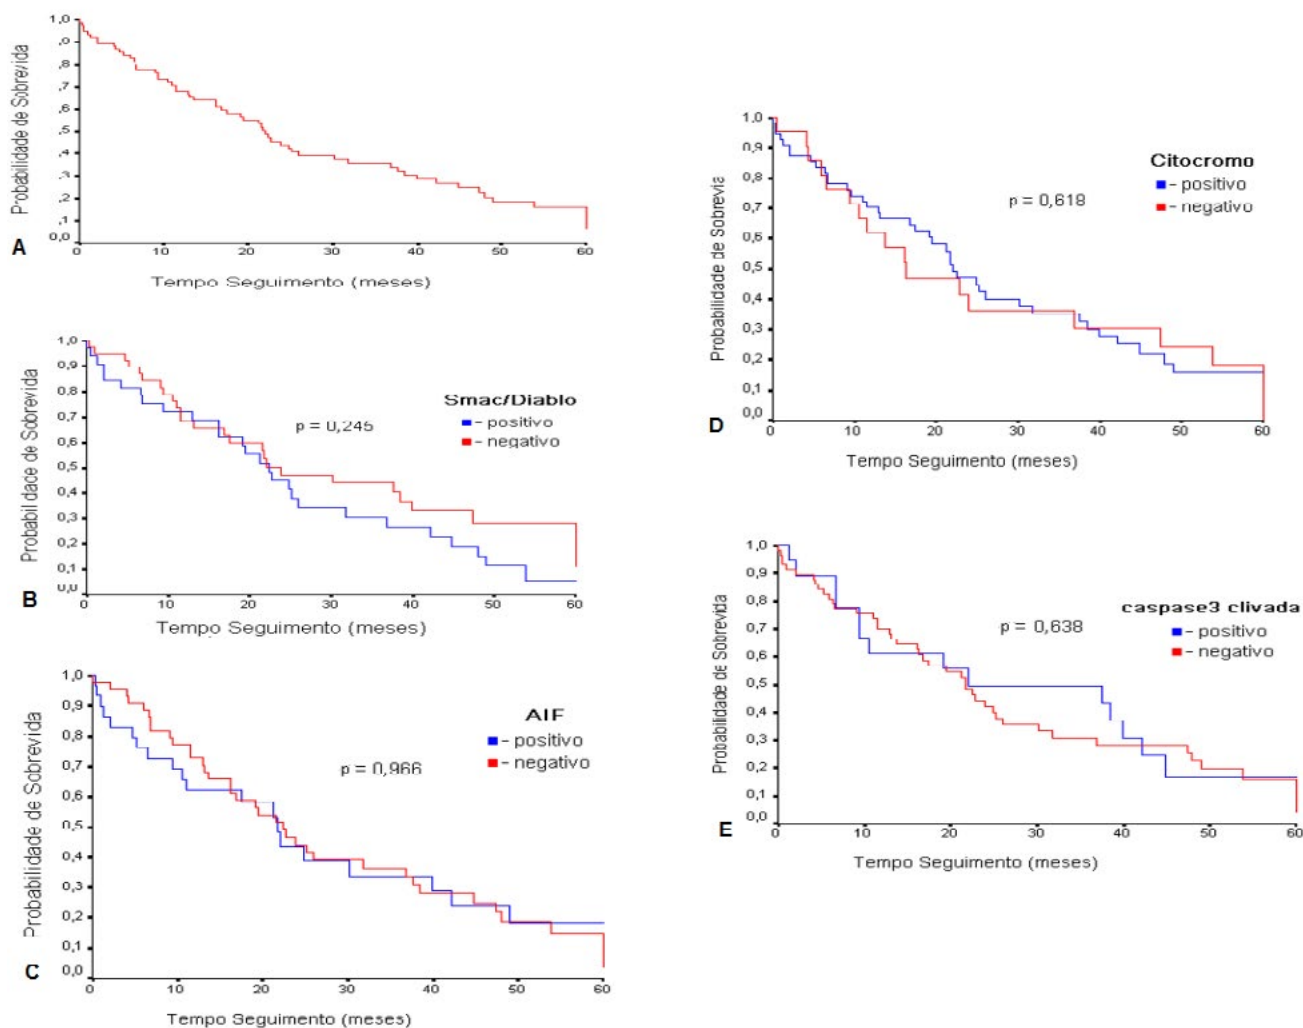 1,0
,0
,8
,7
,6
,5
,4
,3
,2
,1
0,0
Probabilidade de Sobrevida
0
10
20
30
40
50
60
Tempo Seguimento (meses)
A
1,0
0,9
0,8
0,7
0,6
0,5
0,4
0,3
0,2
0,1
0,0
Probabilidade de Sobrevida
Smac/Diablo
- positivo
- negativo
p = 0,245
0
10
20
30
40
50
60
Tempo Seguimento (meses)
B
1,0
0,9
0,8
0,7
0,6
0,5
0,4
0,3
0,2
0,1
0,0
Probabilidade de Sobrevida
AIF
- positivo
- negativo
p = 0,966
0
10
20
30
40
50
60
Tempo Seguimento (meses)
C
1,0
0,9
0,8
0,7
0,6
0,5
0,4
0,3
0,2
0,1
0,0
Probabilidade de Sobrevia
Citocromo
- positivo
- negativo
p = 0,618
0
10
20
30
40
50
60
Tempo Seguimento (meses)
D
1,0
0,9
0,8
0,7
0,6
0,5
0,4
0,3
0,2
0,1
0,0
Probabilidade de Sobrevida
caspase3 clivada
- positivo
- negativo
p = 0,638
0
10
20
30
40
50
60
Tempo Seguimento (meses)
E